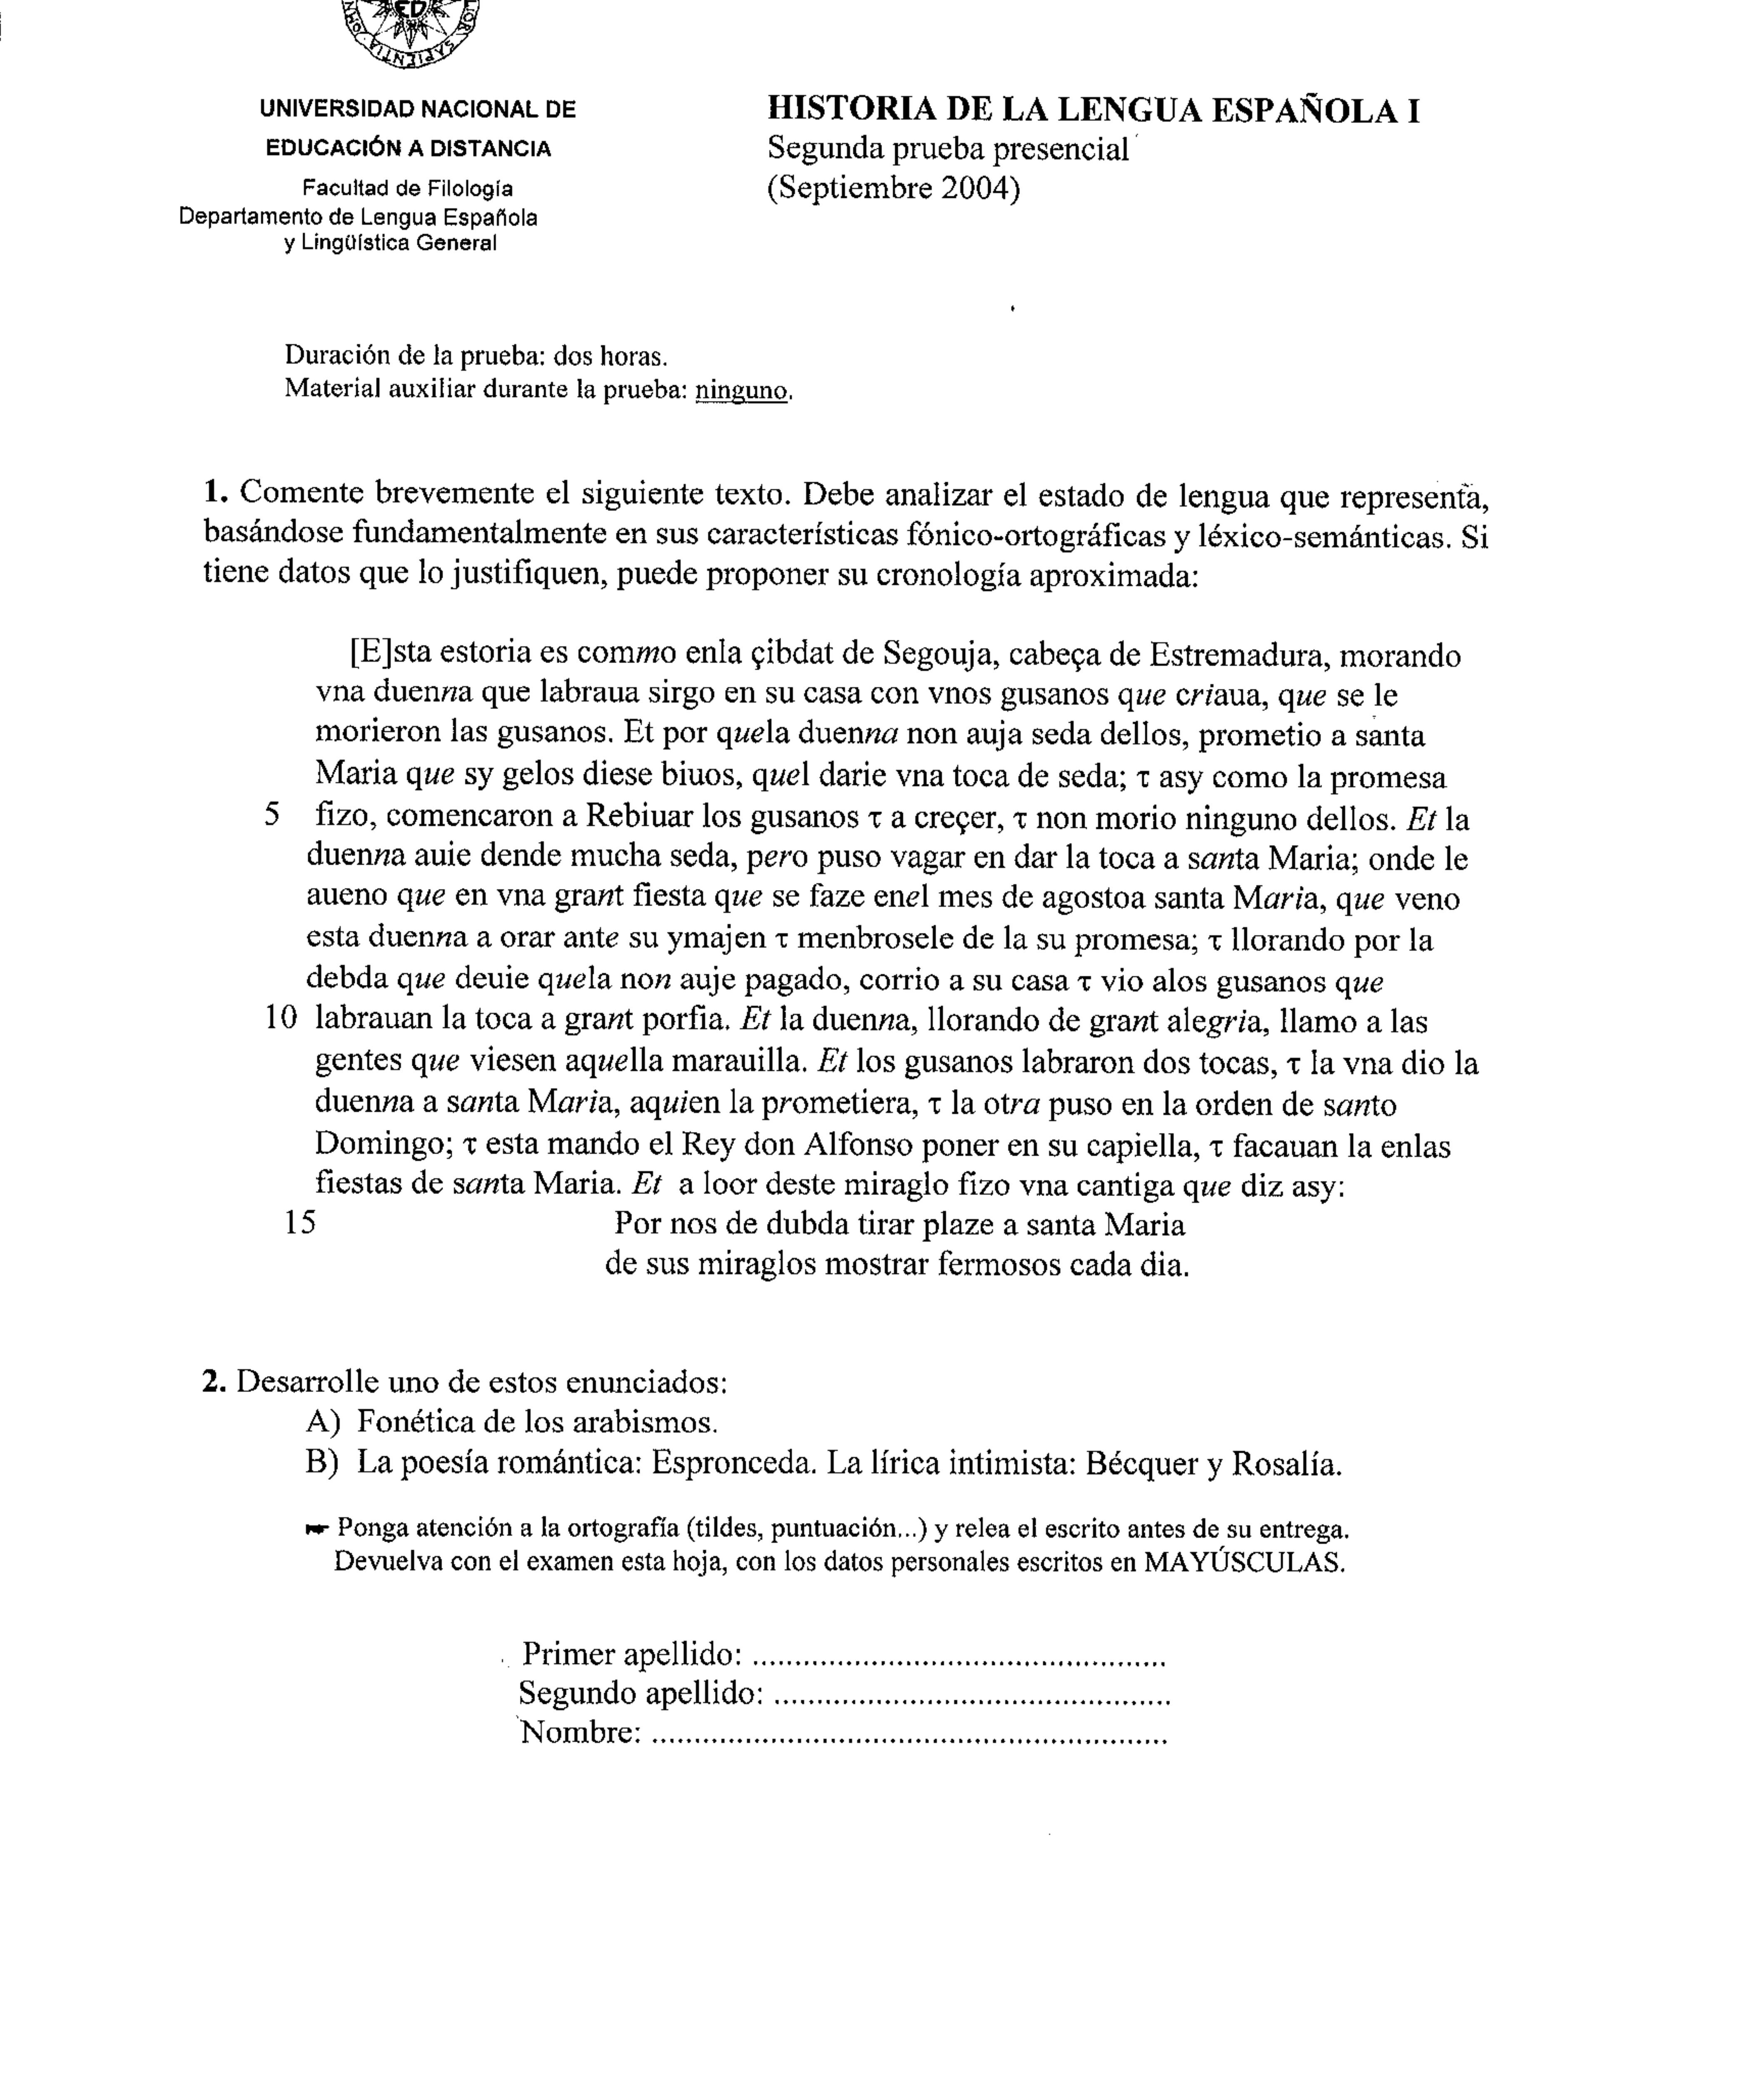 SAPIENTIA
UNIVERSIDAD NACIONAL DE
EDUCACIÓN A DISTANCIA
Facultad de Filología
Departamento de Lengua Española
y Lingüística General
HISTORIA DE LA LENGUA ESPAÑOLA I
Segunda prueba presencial
(Septiembre 2004)
Duración de la prueba: dos horas.
Material auxiliar durante la prueba: ninguno.
1. Comente brevemente el siguiente texto. Debe analizar el estado de lengua que representa,
basándose fundamentalmente en sus características fónico-ortográficas y léxico-semánticas. Si
tiene datos que lo justifiquen, puede proponer su cronología aproximada:
[E]sta estoria es commo enla çibdat de Segouja, cabeça de Estremadura, morando
vna duenna que labraua sirgo en su casa con vnos gusanos que criaua, que se le
morieron las gusanos. Et por quela duenna non auja seda dellos, prometio a santa
Maria que sy gelos diese biuos, quel darie vna toca de seda; τ asy como la promesa
5 fizo, comencaron a Rebiuar los gusanos τ a creçer, τ non morio ninguno dellos. Et la
duenna auie dende mucha seda, pero puso vagar en dar la toca a santa Maria; onde le
aueno que en vna grant fiesta que se faze enel mes de agostoa santa Maria, que veno
esta duenna a orar ante su ymajen τ menbrosele de la su promesa; τ llorando por la
debda que deuie quela non auje pagado, corrio a su casa τ vio alos gusanos que
10 labrauan la toca a grant porfia. Et la duenna, llorando de grant alegria, llamo a las
gentes que viesen aquella marauilla. Et los gusanos labraron dos tocas, τ la vna dio la
duenna a santa Maria, aquien la prometiera, τ la otra puso en la orden de santo
Domingo; τ esta mando el Rey don Alfonso poner en su capiella, τ facauan la enlas
fiestas de santa Maria. Et a loor deste miraglo fizo vna cantiga que diz asy:
15 Por nos de dubda tirar plaze a santa Maria
de sus miraglos mostrar fermosos cada dia.
2. Desarrolle uno de estos enunciados:
A) Fonética de los arabismos.
B) La poesía romántica: Espronceda. La lírica intimista: Bécquer y Rosalía.
☛ Ponga atención a la ortografía (tildes, puntuación...) y relea el escrito antes de su entrega.
Devuelva con el examen esta hoja, con los datos personales escritos en MAYÚSCULAS.
Primer apellido: ................................................
Segundo apellido: ..............................................
Nombre: ............................................................